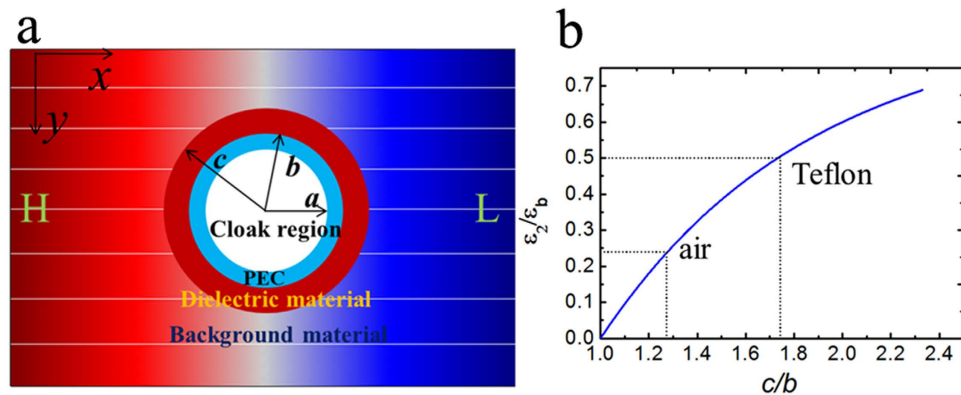 a
x
y
H
L
c
b
a
Cloak region
PEC
Dielectric material
Background material
b
ε₂/ε_b
0.7
0.6
0.5
0.4
0.3
0.2
0.1
0.0
Teflon
air
1.0 1.2 1.4 1.6 1.8 2.0 2.2 2.4
c/b